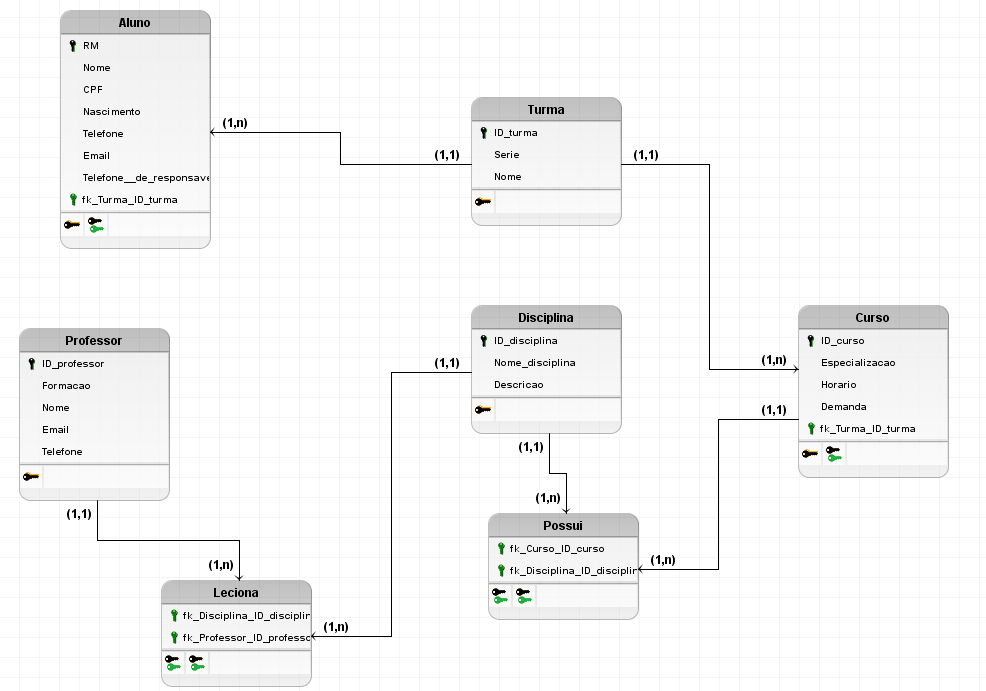 Aluno
RM
Nome
CPF
Nascimento
Telefone
Email
Telefone__de_responsave
fk_Turma_ID_turma
(1,n)
(1,1)
Turma
ID_turma
Serie
Nome
(1,1)
(1,n)
Professor
ID_professor
Formacao
Nome
Email
Telefone
(1,1)
(1,n)
Disciplina
ID_disciplina
Nome_disciplina
Descricao
(1,1)
(1,n)
(1,1)
(1,n)
Curso
ID_curso
Especializacao
Horario
Demanda
fk_Turma_ID_turma
(1,1)
(1,n)
Possui
fk_Curso_ID_curso
fk_Disciplina_ID_disciplin
Leciona
fk_Disciplina_ID_disciplin
fk_Professor_ID_professo